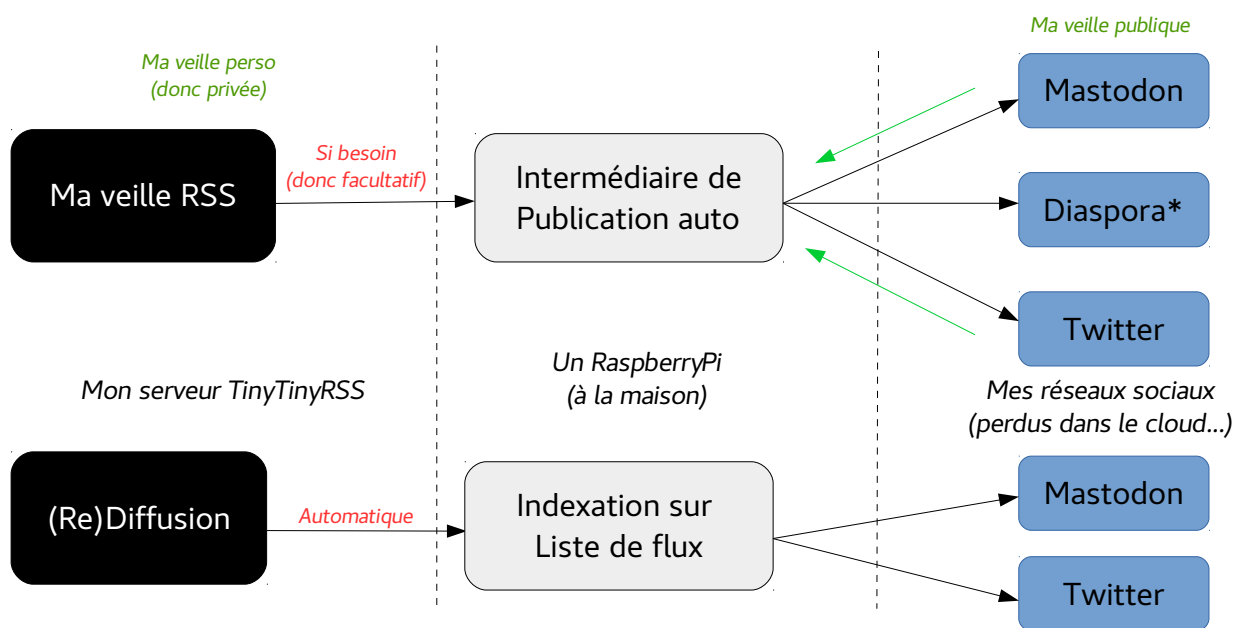 Ma veille publique
Ma veille perso
(donc privée)
Mastodon
Ma veille RSS
Si besoin
(donc facultatif)
Intermédiaire de
Publication auto
Diaspora*
Twitter
Mon serveur TinyTinyRSS
Un RaspberryPi
(à la maison)
Mes réseaux sociaux
(perdus dans le cloud...)
(Re)Diffusion
Automatique
Indexation sur
Liste de flux
Mastodon
Twitter